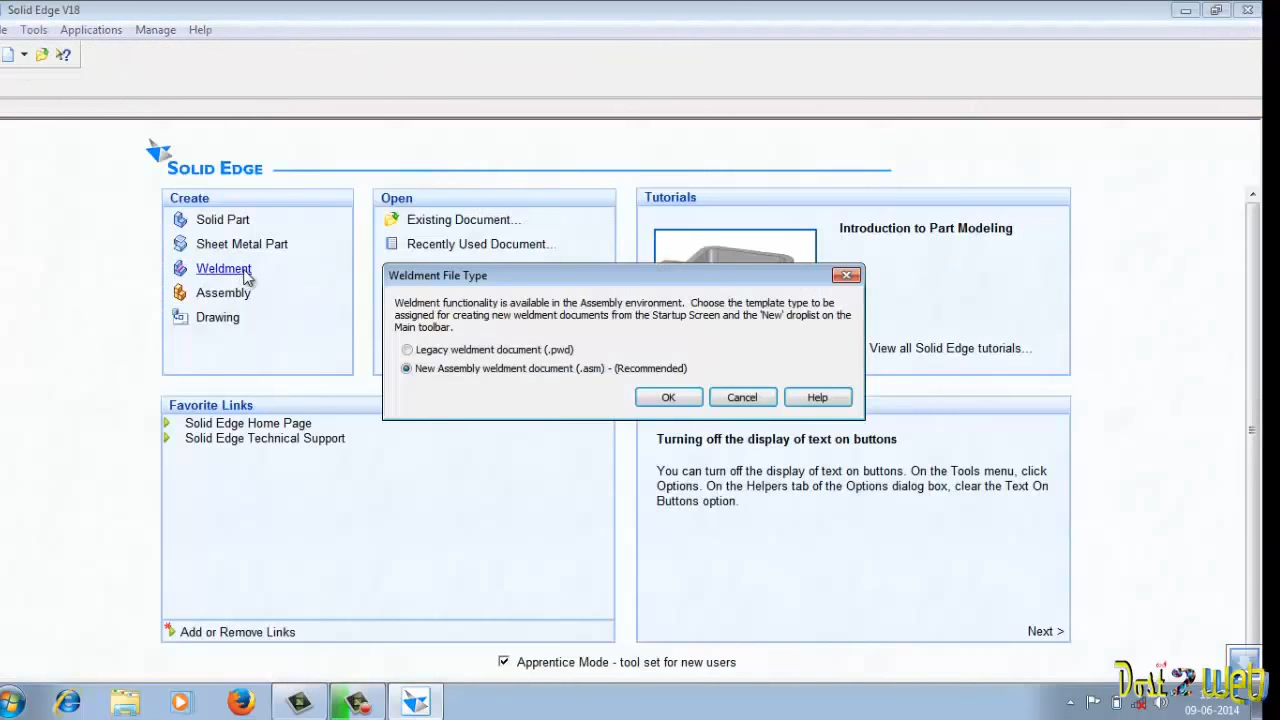 Solid Edge V18
Tools Applications Manage Help
SOLID EDGE
Create
Solid Part
Sheet Metal Part
Weldment
Assembly
Drawing
Open
Existing Document...
Recently Used Document...
Tutorials
Introduction to Part Modeling
View all Solid Edge tutorials...
Weldment File Type
Weldment functionality is available in the Assembly environment. Choose the template type to be
assigned for creating new weldment documents from the Startup Screen and the 'New' droplist on the
Main toolbar.
Legacy weldment document (.pwd)
New Assembly weldment document (.asm) - (Recommended)
OK Cancel Help
Favorite Links
Solid Edge Home Page
Solid Edge Technical Support
Add or Remove Links
Turning off the display of text on buttons
You can turn off the display of text on buttons. On the Tools menu, click
Options. On the Helpers tab of the Options dialog box, clear the Text On
Buttons option.
Next >
Apprentice Mode - tool set for new users
09-06-2014